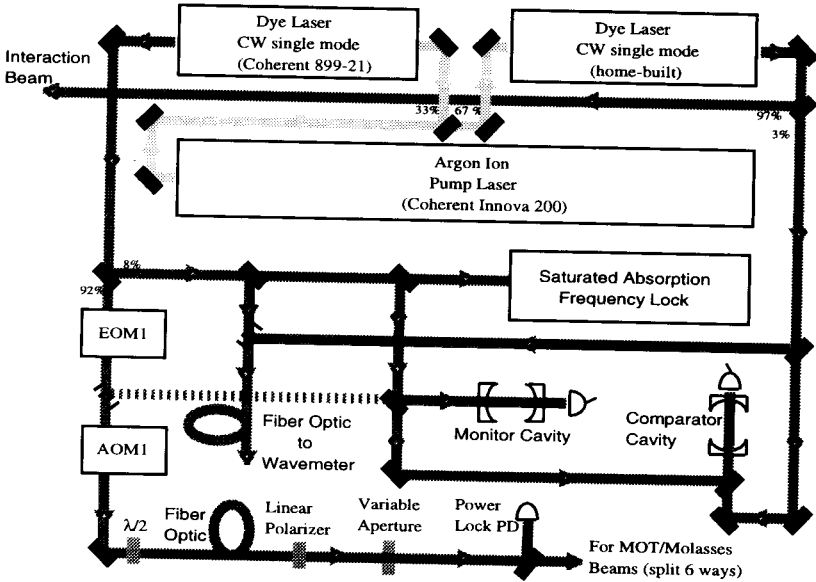 Dye Laser
CW single mode
(Coherent 899-21)
Dye Laser
CW single mode
(home-built)
Interaction
Beam
33%
67 %
97%
3%
Argon Ion
Pump Laser
(Coherent Innova 200)
8%
92%
Saturated Absorption
Frequency Lock
EOM1
Fiber Optic
to
Wavemeter
Monitor Cavity
Comparator
Cavity
AOM1
λ/2
Fiber
Optic
Linear
Polarizer
Variable
Aperture
Power
Lock PD
For MOT/Molasses
Beams (split 6 ways)